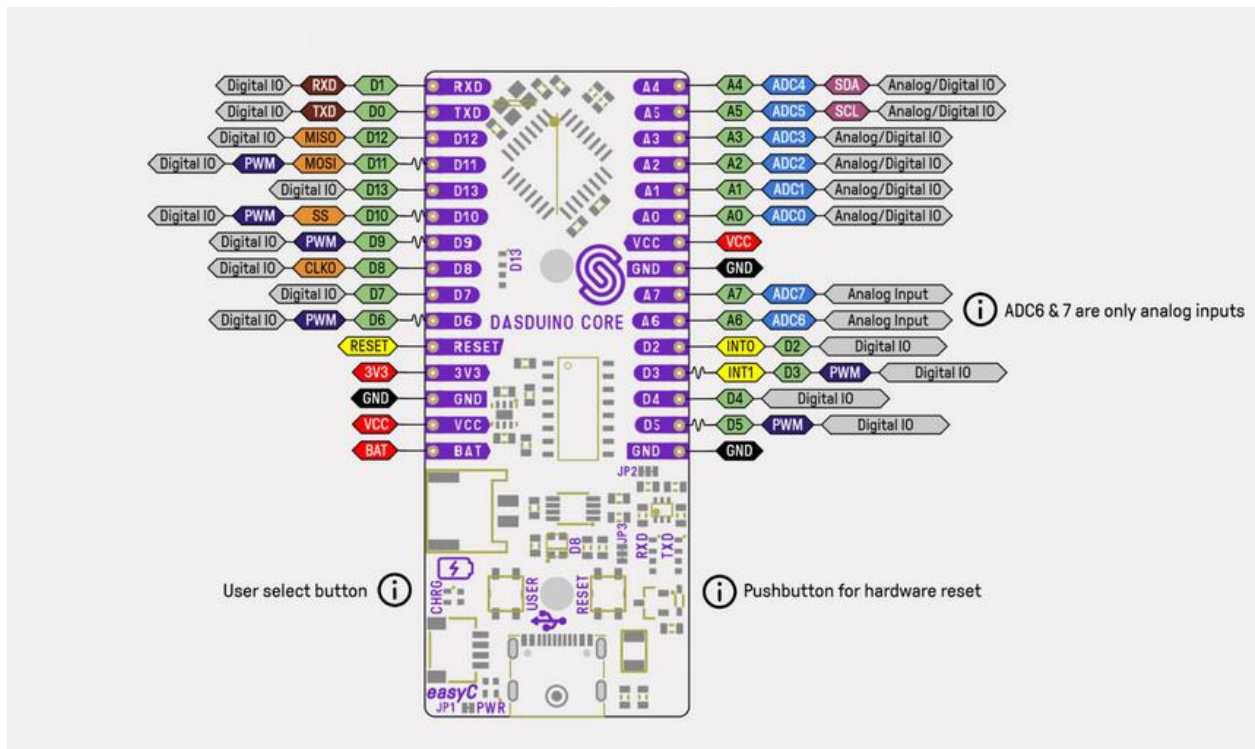 Digital IO RXD D1 RXD A4 A4 ADC4 SDA Analog/Digital IO
Digital IO TXD D0 TXD A5 A5 ADC5 SCL Analog/Digital IO
Digital IO MISO D12 D12 A3 A3 ADC3 Analog/Digital IO
Digital IO PWM MOSI D11 D11 A2 A2 ADC2 Analog/Digital IO
Digital IO D13 D13 A1 A1 ADC1 Analog/Digital IO
Digital IO PWM SS D10 D10 A0 A0 ADC0 Analog/Digital IO
Digital IO PWM D9 D9 VCC VCC
Digital IO CLKO D8 D8 D13 GND GND
Digital IO D7 D7 A7 A7 ADC7 Analog Input
ADC6 & 7 are only analog inputs
Digital IO PWM D6 D6 DASDUINO CORE A6 A6 ADC6 Analog Input
RESET RESET D2 INT0 D2 Digital IO
3V3 3V3 D3 INT1 D3 PWM Digital IO
GND GND D4 D4 Digital IO
VCC VCC D5 D5 PWM Digital IO
BAT BAT GND GND
JP2
D8 JP3 RXD TXD
User select button CHRG USER RESET Pushbutton for hardware reset
easyC
JP1 PWR